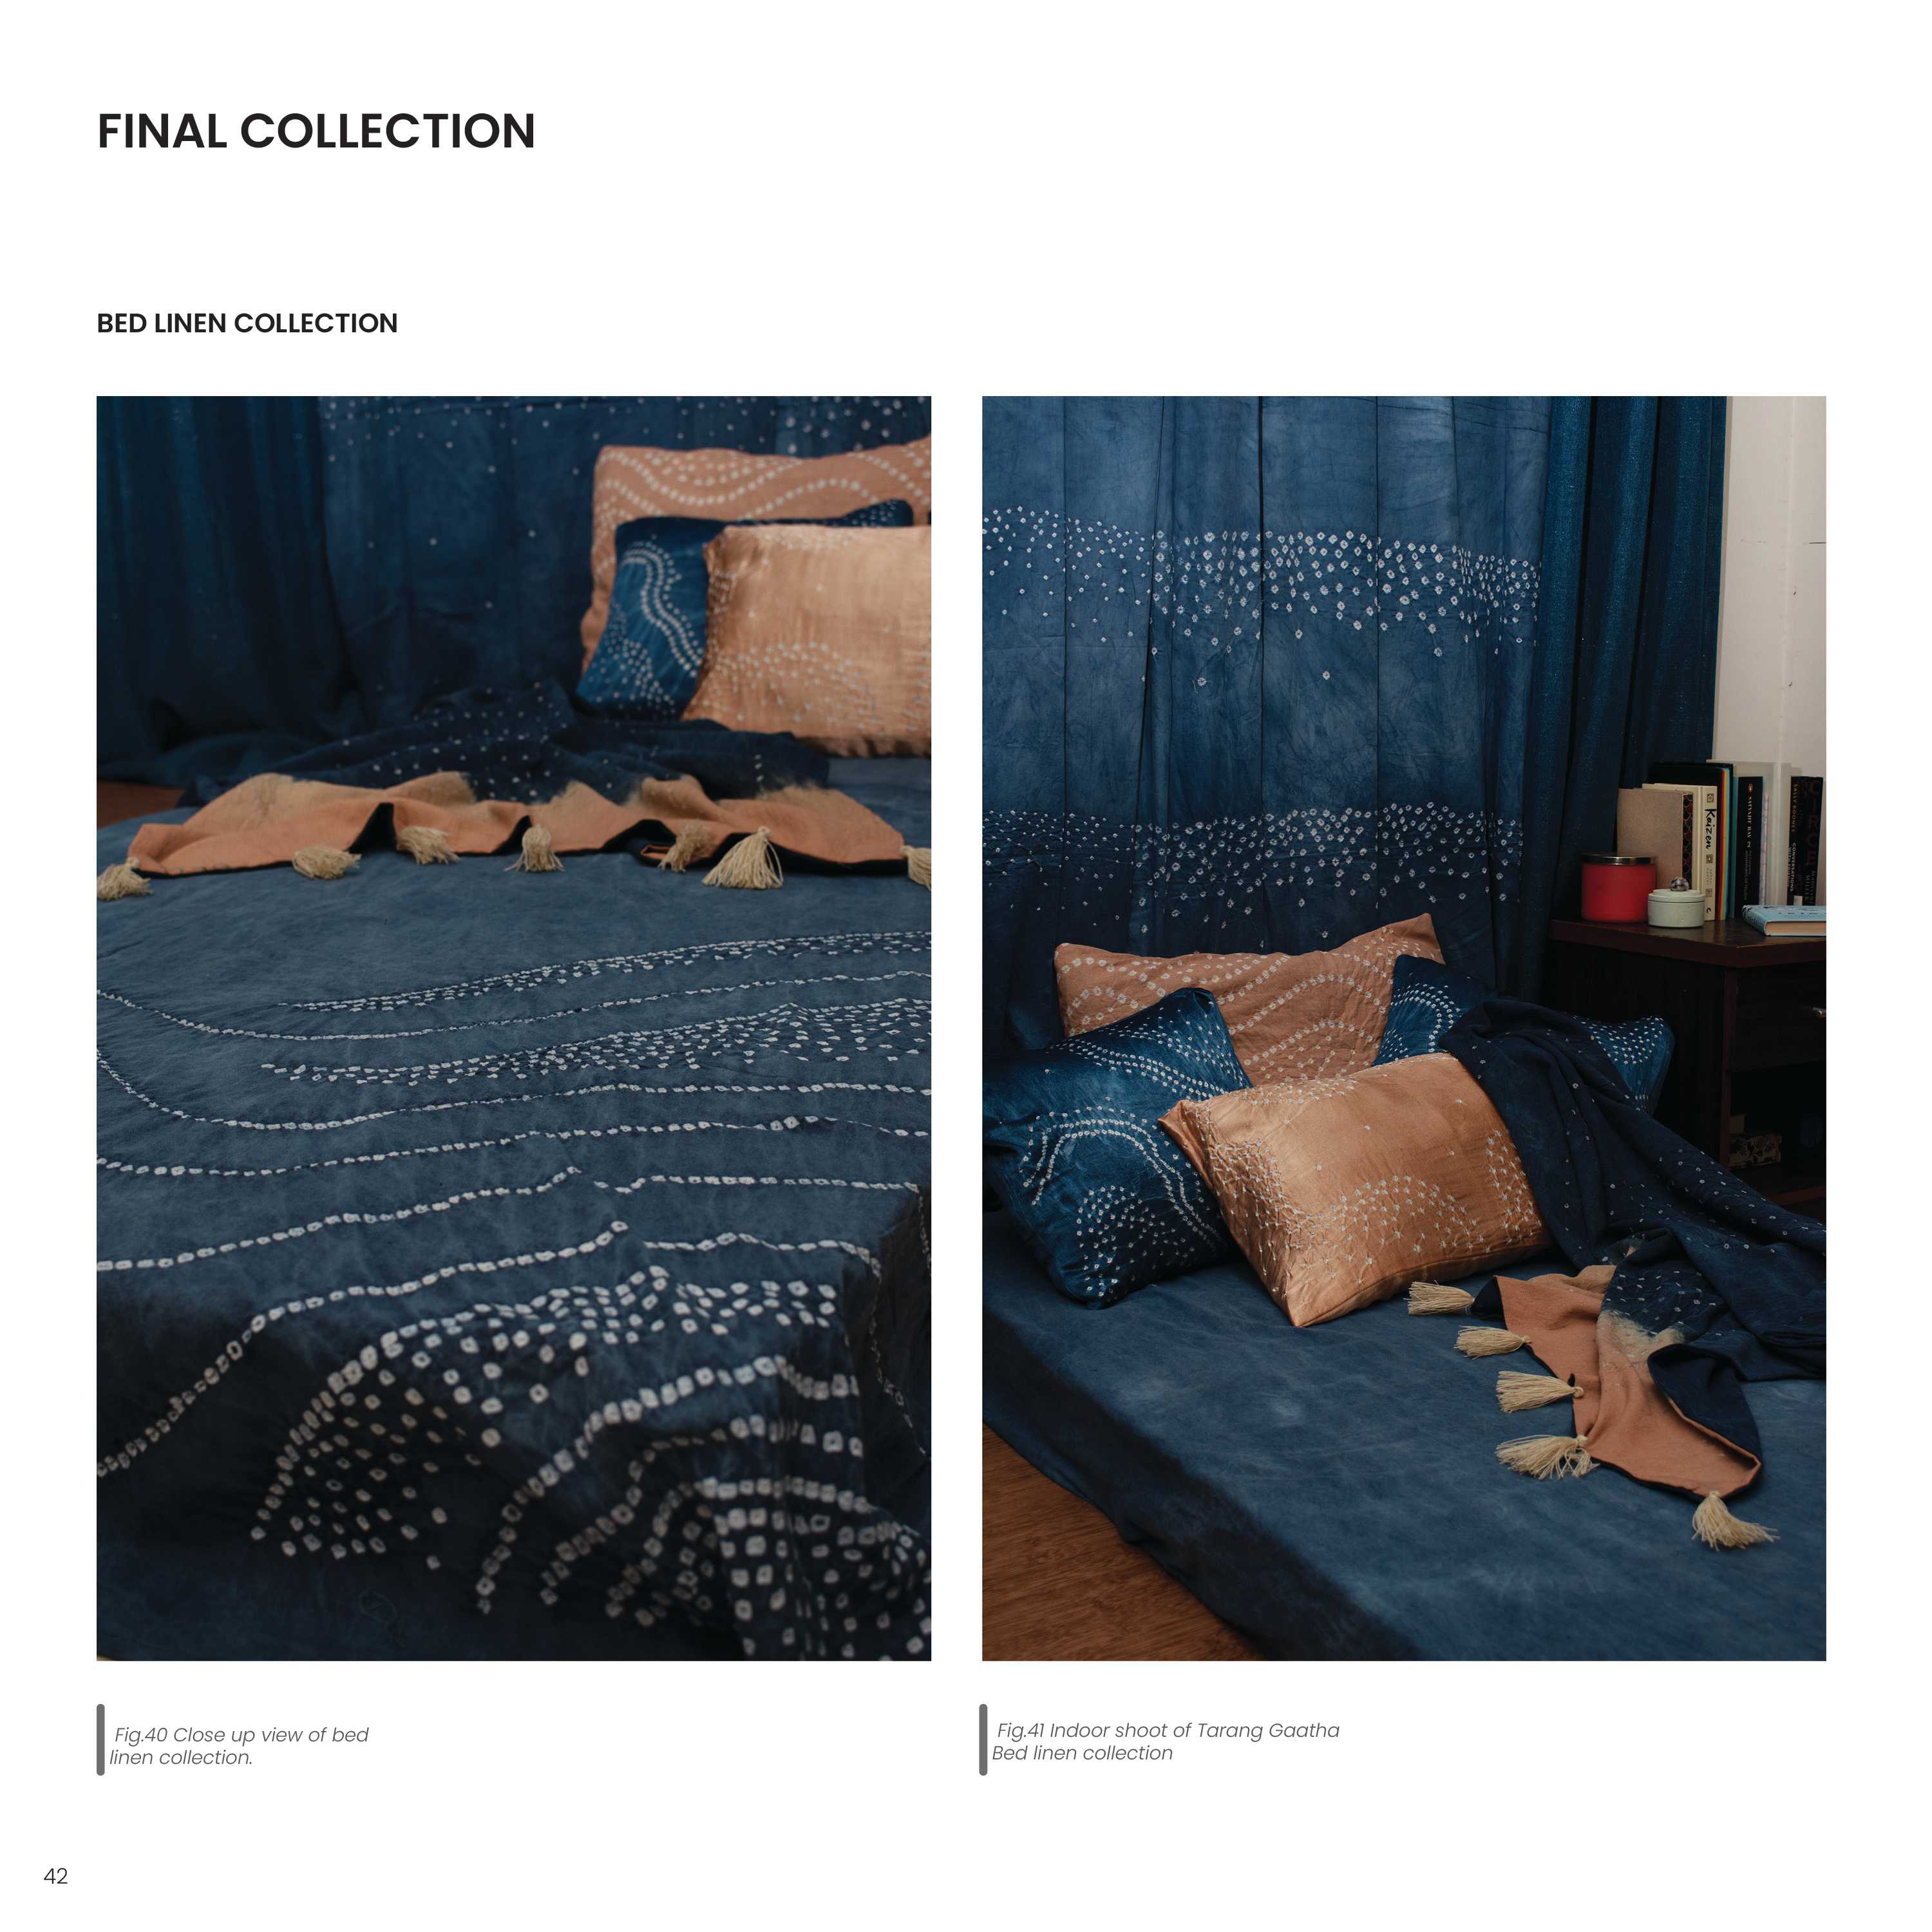 FINAL COLLECTION
BED LINEN COLLECTION
Kaizen
Fig.40 Close up view of bed
linen collection.
Fig.41 Indoor shoot of Tarang Gaatha
Bed linen collection
42